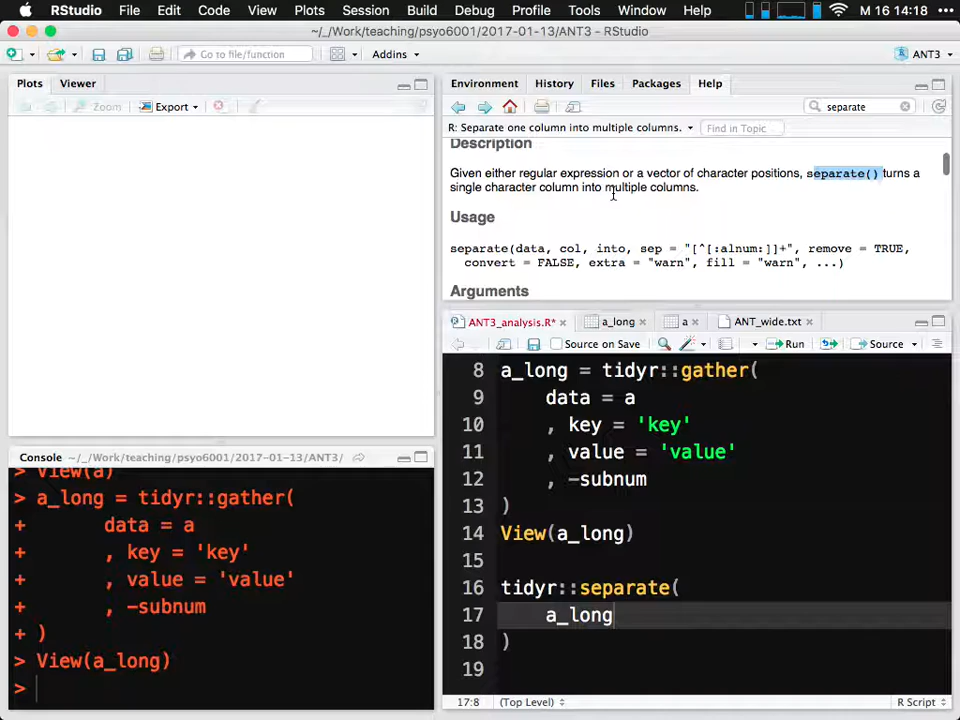 RStudio File Edit Code View Plots Session Build Debug Profile Tools Window Help M 16 14:18
~/_/Work/teaching/psyo6001/2017-01-13/ANT3 - RStudio
Go to file/function Addins ANT3
Plots Viewer
Zoom Export
Environment History Files Packages Help
separate
R: Separate one column into multiple columns. Find in Topic
Description
Given either regular expression or a vector of character positions, separate() turns a
single character column into multiple columns.
Usage
separate(data, col, into, sep = "[^[:alnum:]]+", remove = TRUE,
convert = FALSE, extra = "warn", fill = "warn", ...)
Arguments
ANT3_analysis.R* a_long a ANT_wide.txt
Source on Save Run Source
8 a_long = tidyr::gather(
9 data = a
10 , key = 'key'
11 , value = 'value'
12 , -subnum
13 )
14 View(a_long)
15
16 tidyr::separate(
17 a_long
18 )
19
17:8 (Top Level) R Script
Console ~/_/Work/teaching/psyo6001/2017-01-13/ANT3/
> View(a)
> a_long = tidyr::gather(
+ data = a
+ , key = 'key'
+ , value = 'value'
+ , -subnum
+ )
> View(a_long)
>